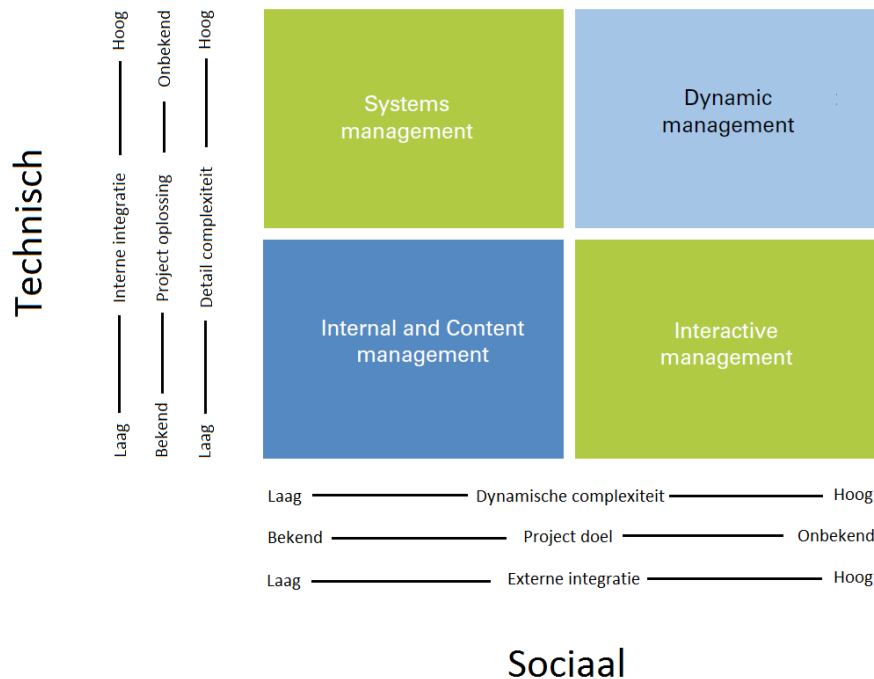 Technisch
Hoog
Interne integratie
Laag
Onbekend
Project oplossing
Bekend
Hoog
Detail complexiteit
Laag
Systems
management
Dynamic
management
Internal and Content
management
Interactive
management
Laag Dynamische complexiteit Hoog
Bekend Project doel Onbekend
Laag Externe integratie Hoog
Sociaal